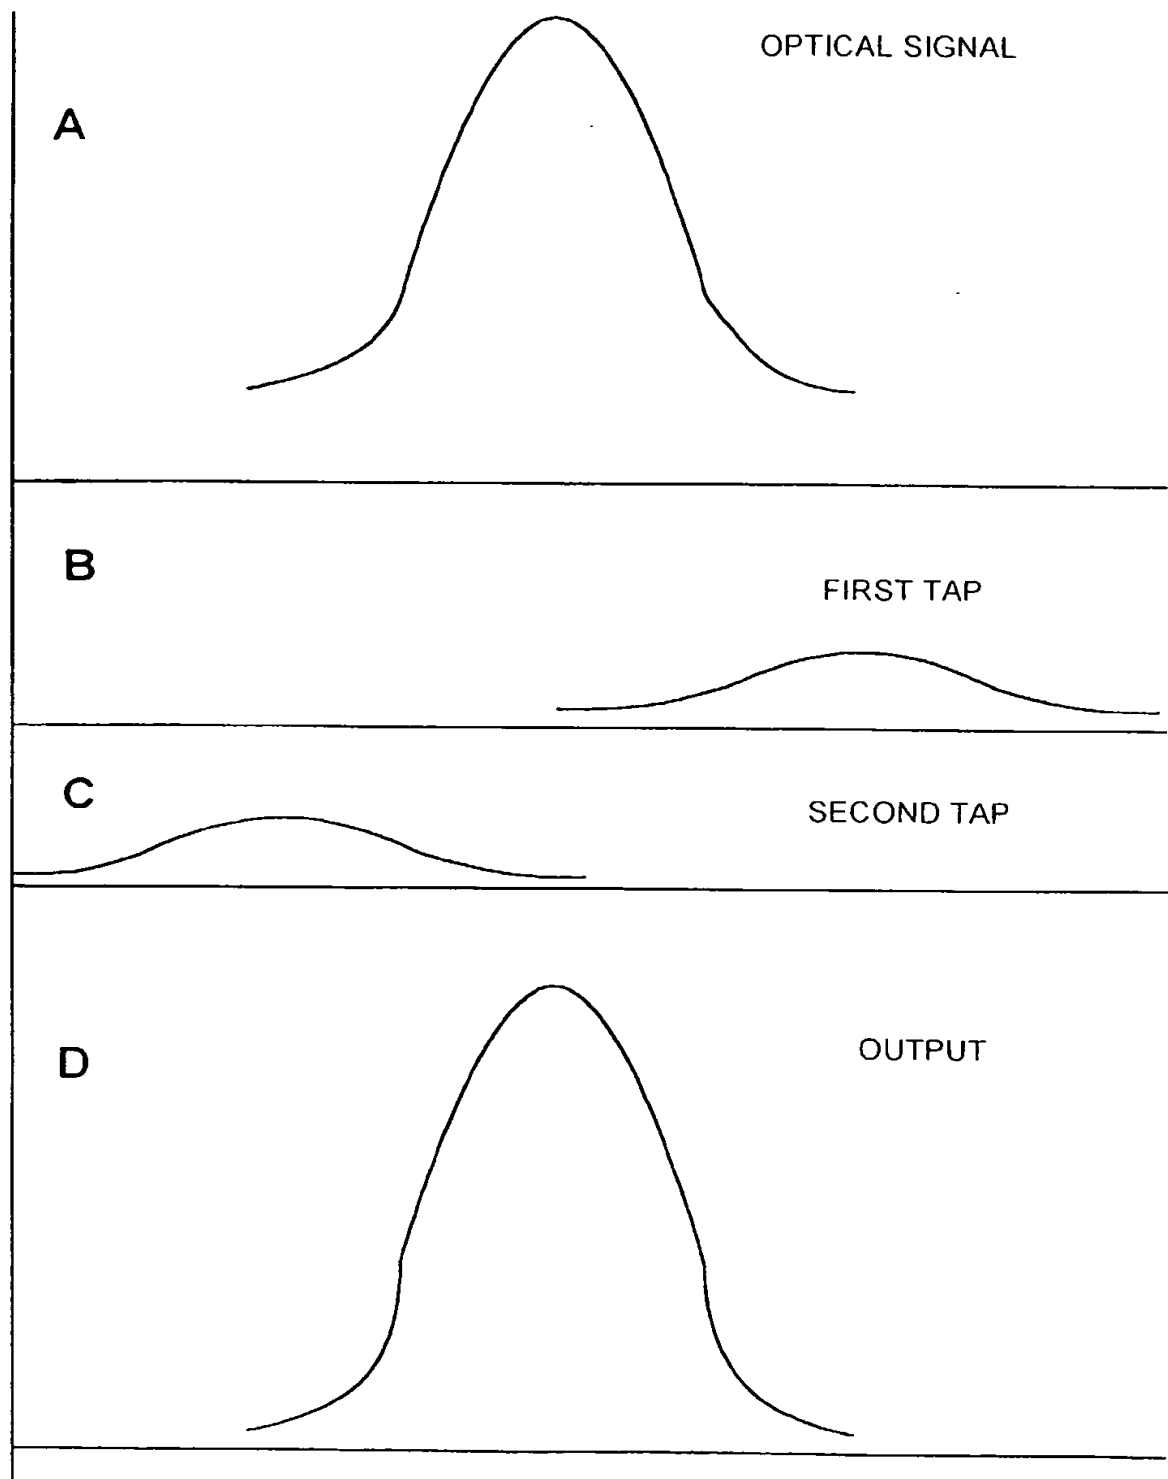 OPTICAL SIGNAL
A
B
FIRST TAP
C
SECOND TAP
D
OUTPUT